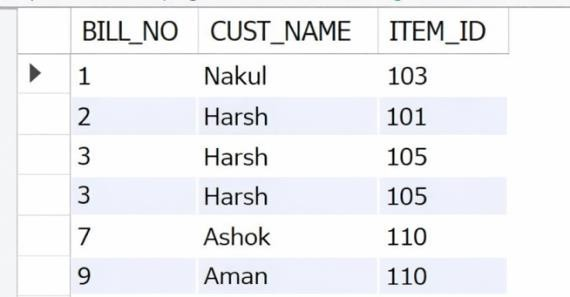 BILL_NO CUST_NAME ITEM_ID
1 Nakul 103
2 Harsh 101
3 Harsh 105
3 Harsh 105
7 Ashok 110
9 Aman 110